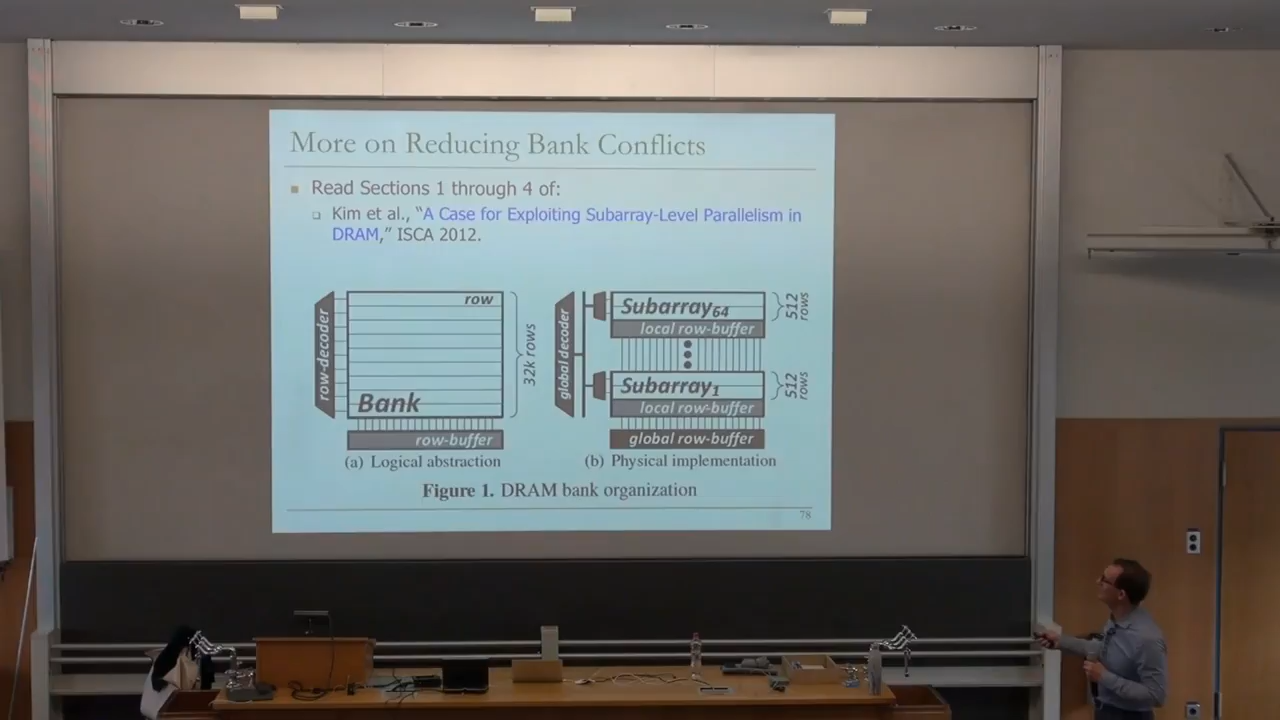 More on Reducing Bank Conflicts
Read Sections 1 through 4 of:
Kim et al., “A Case for Exploiting Subarray-Level Parallelism in
DRAM,” ISCA 2012.
row-decoder
row
Bank
row-buffer
32k rows
(a) Logical abstraction
global decoder
Subarray64
local row-buffer
512 rows
Subarray1
local row-buffer
512 rows
global row-buffer
(b) Physical implementation
Figure 1. DRAM bank organization
78